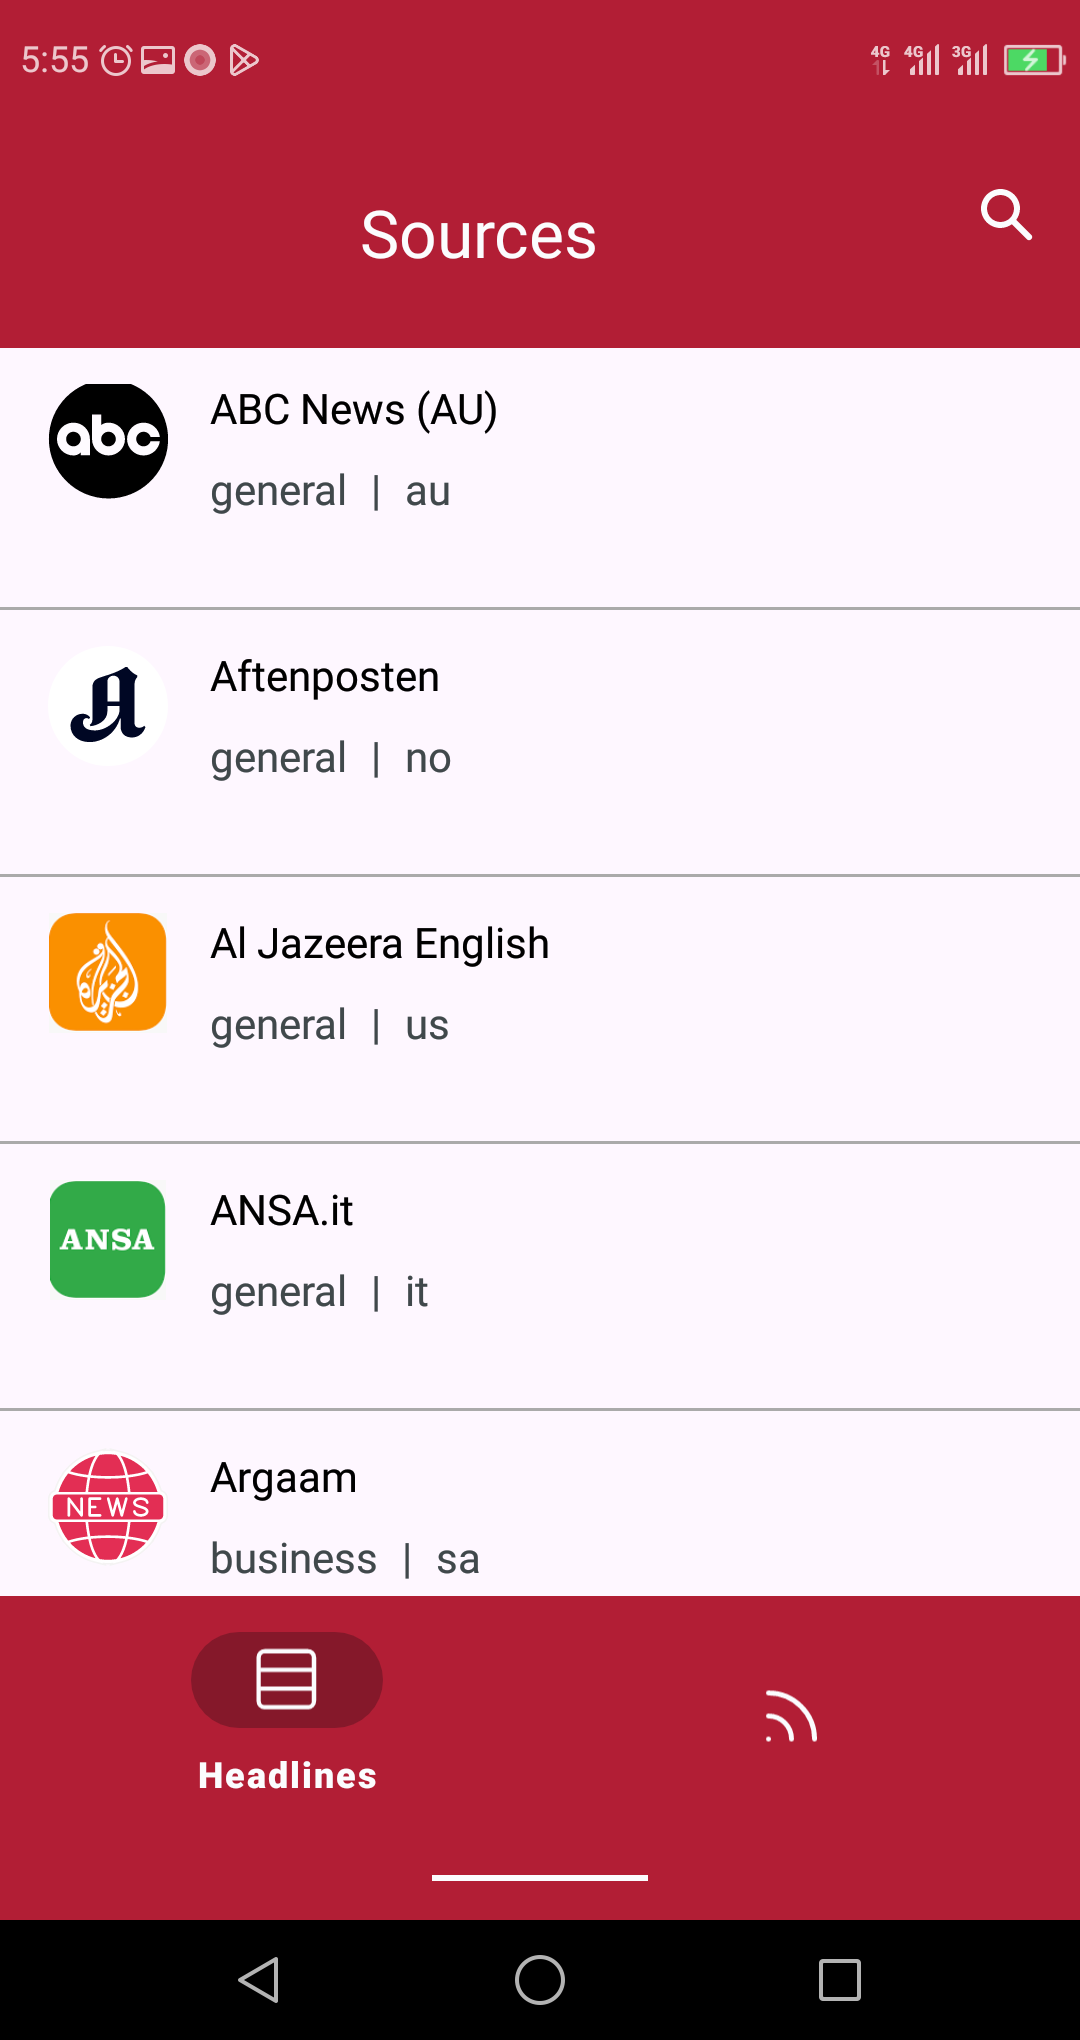 5:55
4G 4G 3G
Sources
abc
ABC News (AU)
general | au
A
Aftenposten
general | no
الجزيرة
Al Jazeera English
general | us
ANSA
ANSA.it
general | it
NEWS
Argaam
business | sa
Headlines